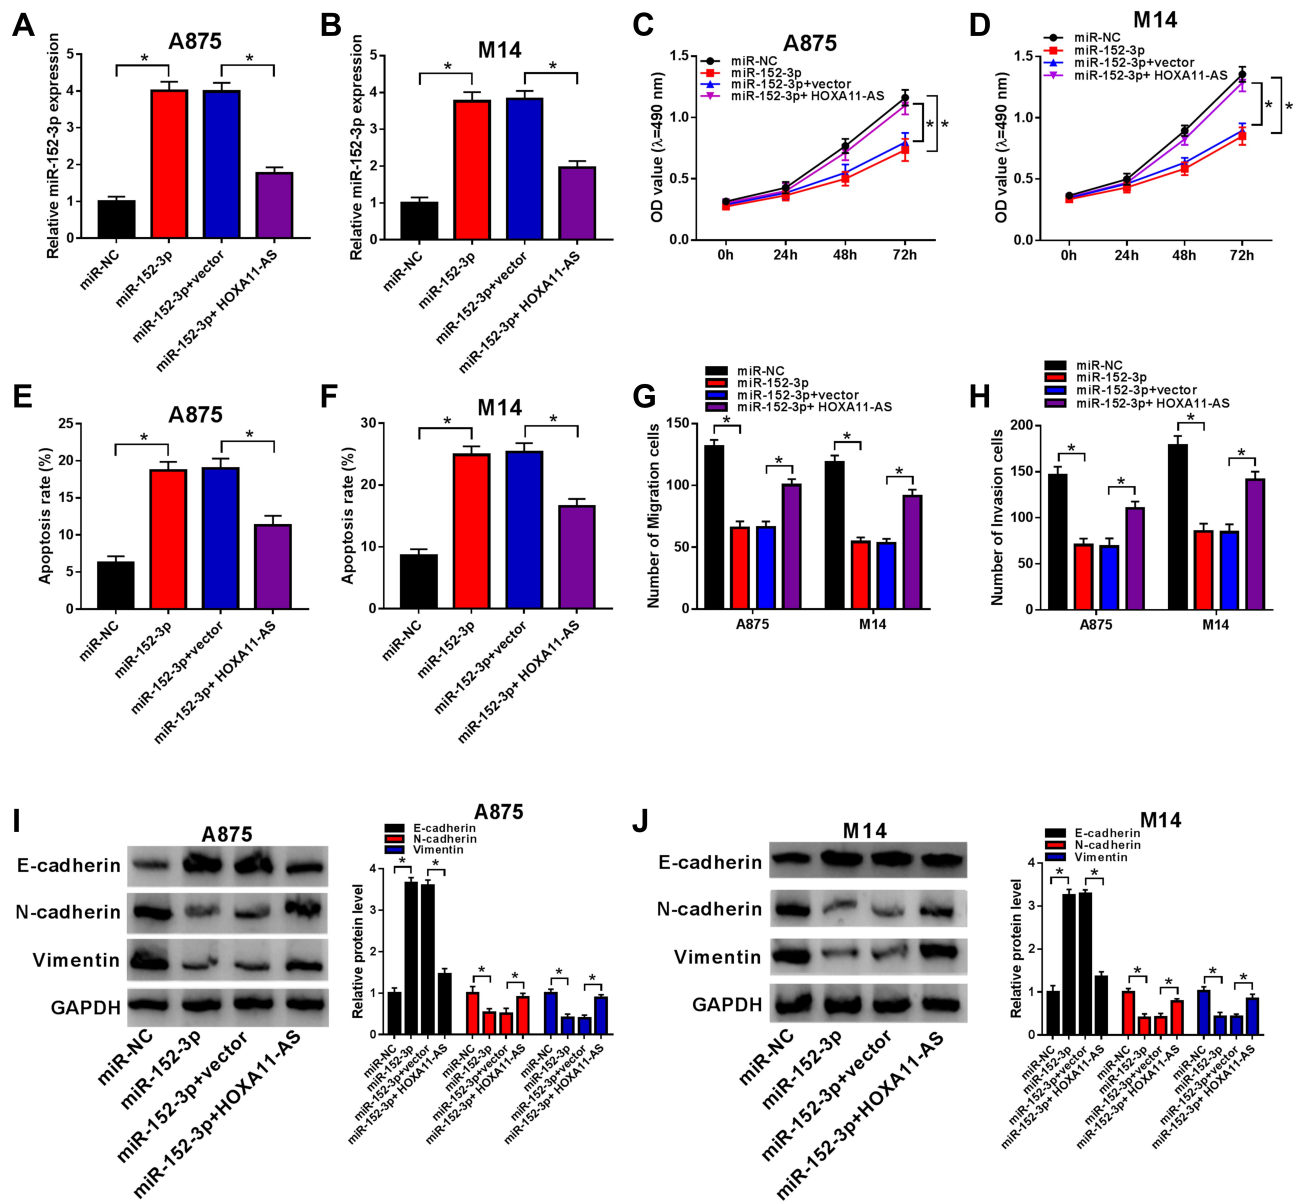 A
A875
Relative miR-152-3p expression
5
4
3
2
1
0
*
*
miR-NC
miR-152-3p
miR-152-3p+vector
miR-152-3p+ HOXA11-AS
B
M14
Relative miR-152-3p expression
5
4
3
2
1
0
*
*
miR-NC
miR-152-3p
miR-152-3p+vector
miR-152-3p+ HOXA11-AS
C
A875
miR-NC
miR-152-3p
miR-152-3p+vector
miR-152-3p+ HOXA11-AS
OD value (λ=490 nm)
1.5
1.0
0.5
0.0
* *
0h 24h 48h 72h
D
M14
miR-NC
miR-152-3p
miR-152-3p+vector
miR-152-3p+ HOXA11-AS
OD value (λ=490 nm)
1.5
1.0
0.5
0.0
* *
0h 24h 48h 72h
E
A875
Apoptosis rate (%)
25
20
15
10
5
0
*
*
miR-NC
miR-152-3p
miR-152-3p+vector
miR-152-3p+ HOXA11-AS
F
M14
Apoptosis rate (%)
30
20
10
0
*
*
miR-NC
miR-152-3p
miR-152-3p+vector
miR-152-3p+ HOXA11-AS
G
miR-NC
miR-152-3p
miR-152-3p+vector
miR-152-3p+ HOXA11-AS
Number of Migration cells
150
100
50
0
* * * *
A875 M14
H
miR-NC
miR-152-3p
miR-152-3p+vector
miR-152-3p+ HOXA11-AS
Number of Invasion cells
200
150
100
50
0
* * * *
A875 M14
I
A875
E-cadherin
N-cadherin
Vimentin
GAPDH
miR-NC
miR-152-3p
miR-152-3p+vector
miR-152-3p+HOXA11-AS
A875
E-cadherin
N-cadherin
Vimentin
Relative protein level
4
3
2
1
0
* * * * * *
miR-NC
miR-152-3p
miR-152-3p+vector
miR-152-3p+ HOXA11-AS
miR-NC
miR-152-3p
miR-152-3p+vector
miR-152-3p+ HOXA11-AS
miR-NC
miR-152-3p
miR-152-3p+vector
miR-152-3p+ HOXA11-AS
J
M14
E-cadherin
N-cadherin
Vimentin
GAPDH
miR-NC
miR-152-3p
miR-152-3p+vector
miR-152-3p+HOXA11-AS
M14
E-cadherin
N-cadherin
Vimentin
Relative protein level
4
3
2
1
0
* * * * * *
miR-NC
miR-152-3p
miR-152-3p+vector
miR-152-3p+ HOXA11-AS
miR-NC
miR-152-3p
miR-152-3p+vector
miR-152-3p+ HOXA11-AS
miR-NC
miR-152-3p
miR-152-3p+vector
miR-152-3p+ HOXA11-AS